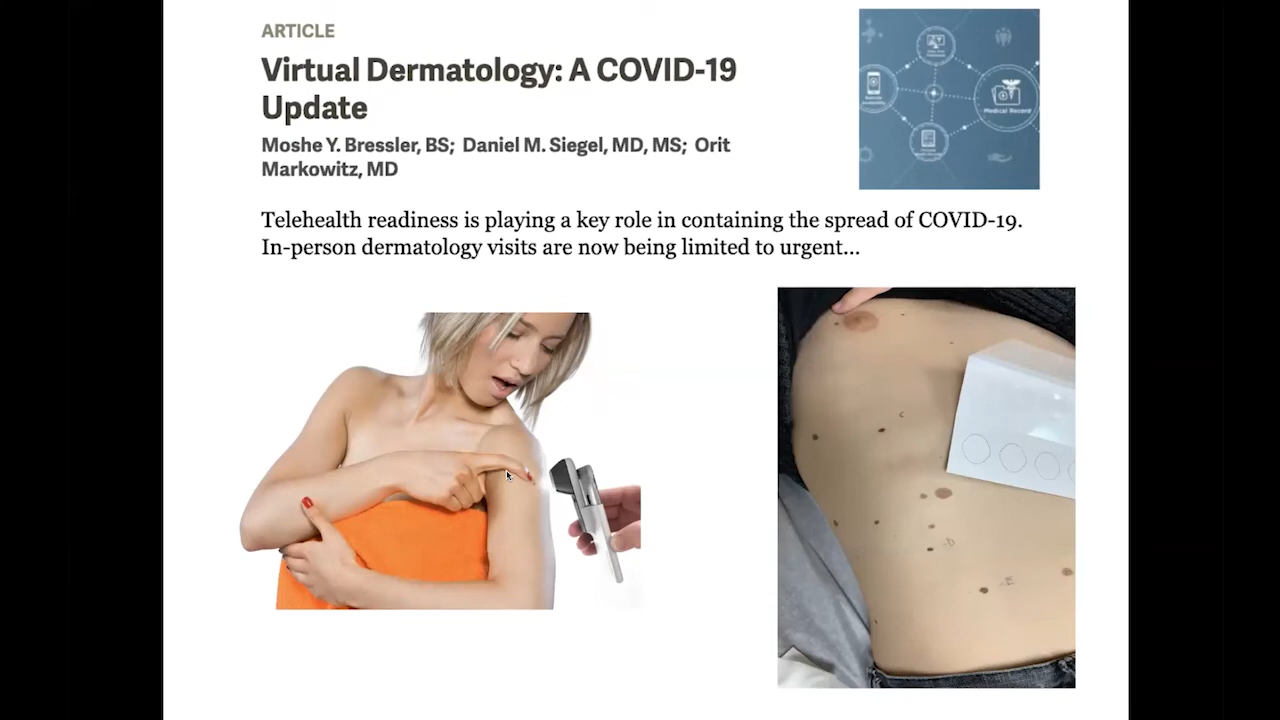 ARTICLE
Virtual Dermatology: A COVID-19
Update
Moshe Y. Bressler, BS; Daniel M. Siegel, MD, MS; Orit
Markowitz, MD
Telehealth readiness is playing a key role in containing the spread of COVID-19.
In-person dermatology visits are now being limited to urgent...
Medical Record